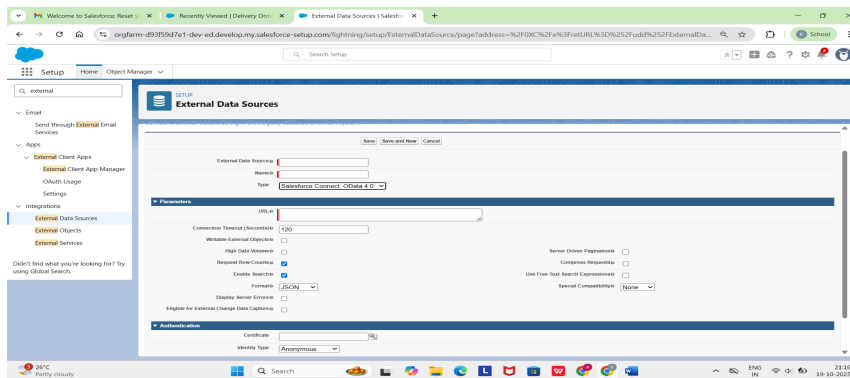 Welcome to Salesforce: Reset y
Recently Viewed | Delivery Orde
External Data Sources | Salesfo
orgfarm-d93f59d7e1-dev-ed.develop.my.salesforce-setup.com/lightning/setup/ExternalDataSource/page?address=%2F0XC%2Fe%3FretURL%3D%252Fudd%252FExternalDa...
School
Search Setup
Setup Home Object Manager
external
Email
Send through External Email
Services
Apps
External Client Apps
External Client App Manager
OAuth Usage
Settings
Integrations
External Data Sources
External Objects
External Services
Didn't find what you're looking for? Try
using Global Search.
SETUP
External Data Sources
Save Save and New Cancel
External Data Source
Name
Type Salesforce Connect: OData 4.0
Parameters
URL
Connection Timeout (Seconds) 120
Writable External Objects
High Data Volume Server Driven Pagination
Request Row Counts Compress Requests
Enable Search Use Free-Text Search Expressions
Format JSON Special Compatibility None
Display Server Errors
Eligible for External Change Data Capture
Authentication
Certificate
Identity Type Anonymous
26°C
Partly cloudy
Search
ENG
IN
21:16
19-10-2025